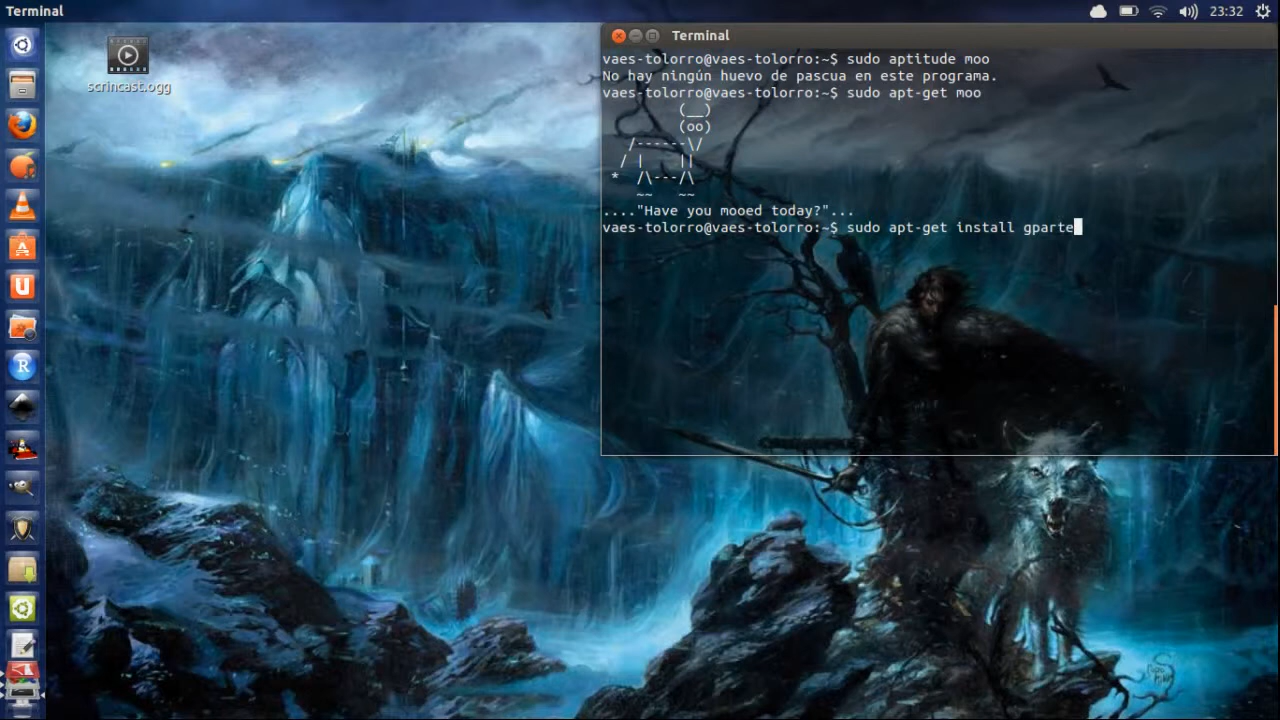 Terminal
23:32
scrincast.ogg
Terminal
vaes-tolorro@vaes-tolorro:~$ sudo aptitude moo
No hay ningún huevo de pascua en este programa.
vaes-tolorro@vaes-tolorro:~$ sudo apt-get moo
(__)
(oo)
/------\/
/ |    ||
*  /\---/\
~~   ~~
...."Have you mooed today?"...
vaes-tolorro@vaes-tolorro:~$ sudo apt-get install gparte
U
R